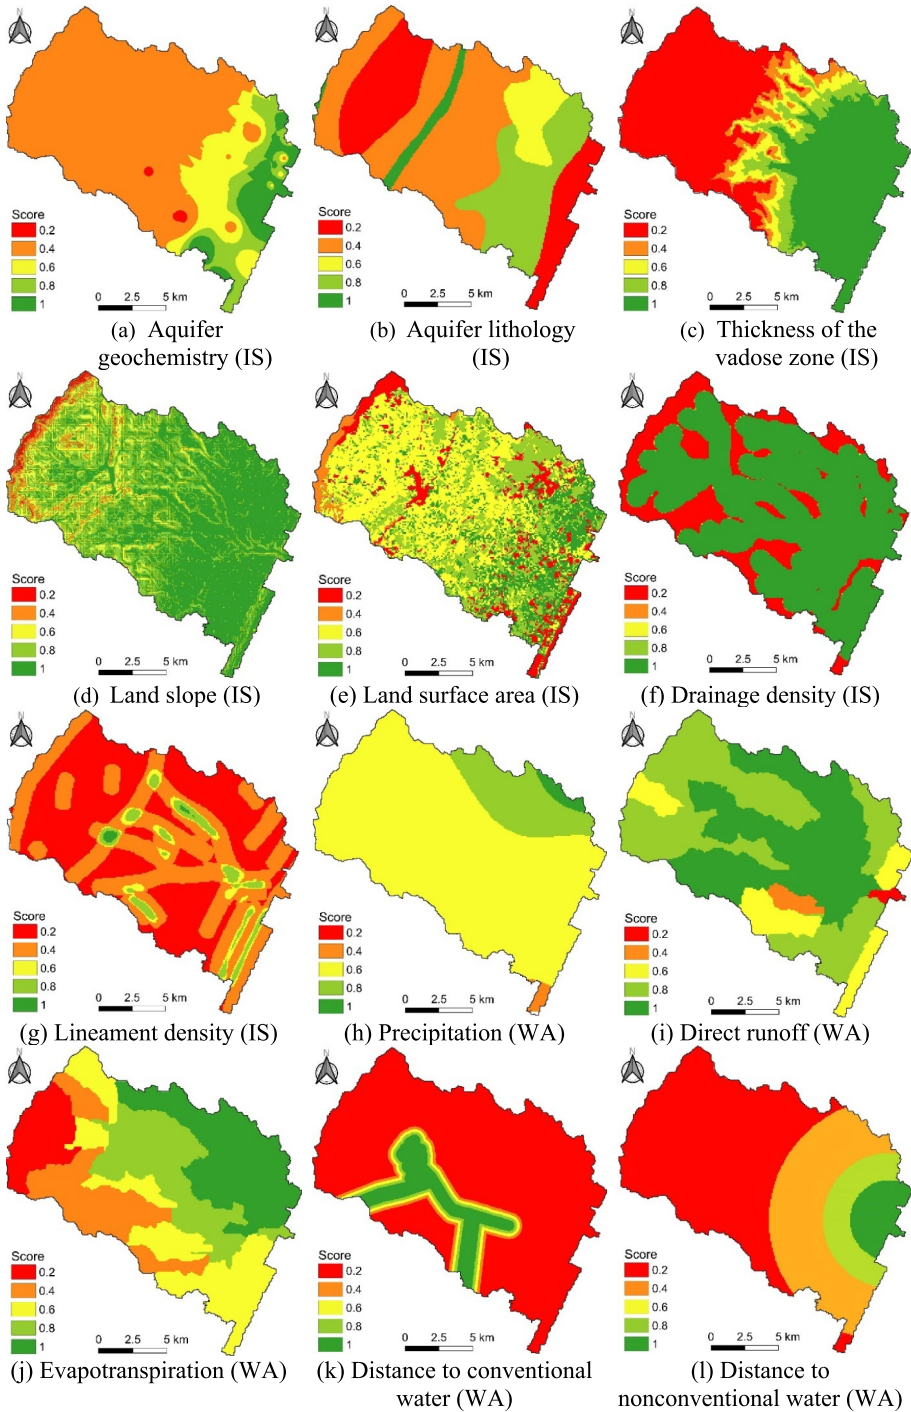 N
N
N
Score
0.2
0.4
0.6
0.8
1
0 2.5 5 km
Score
0.2
0.4
0.6
0.8
1
0 2.5 5 km
Score
0.2
0.4
0.6
0.8
1
0 2.5 5 km
(a) Aquifer
geochemistry (IS)
(b) Aquifer lithology
(IS)
(c) Thickness of the
vadose zone (IS)
N
N
N
Score
0.2
0.4
0.6
0.8
1
0 2.5 5 km
Score
0.2
0.4
0.6
0.8
1
0 2.5 5 km
Score
0.2
0.4
0.6
0.8
1
0 2.5 5 km
(d) Land slope (IS)
(e) Land surface area (IS)
(f) Drainage density (IS)
N
N
N
Score
0.2
0.4
0.6
0.8
1
0 2.5 5 km
Score
0.2
0.4
0.6
0.8
1
0 2.5 5 km
Score
0.2
0.4
0.6
0.8
1
0 2.5 5 km
(g) Lineament density (IS)
(h) Precipitation (WA)
(i) Direct runoff (WA)
N
N
N
Score
0.2
0.4
0.6
0.8
1
0 2.5 5 km
Score
0.2
0.4
0.6
0.8
1
0 2.5 5 km
Score
0.2
0.4
0.6
0.8
1
0 2.5 5 km
(j) Evapotranspiration (WA)
(k) Distance to conventional
water (WA)
(l) Distance to
nonconventional water (WA)